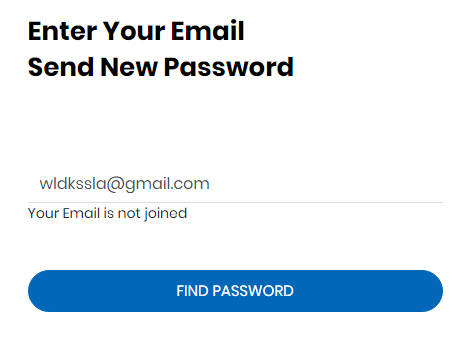 Enter Your Email
Send New Password
wldkssla@gmail.com
Your Email is not joined
FIND PASSWORD